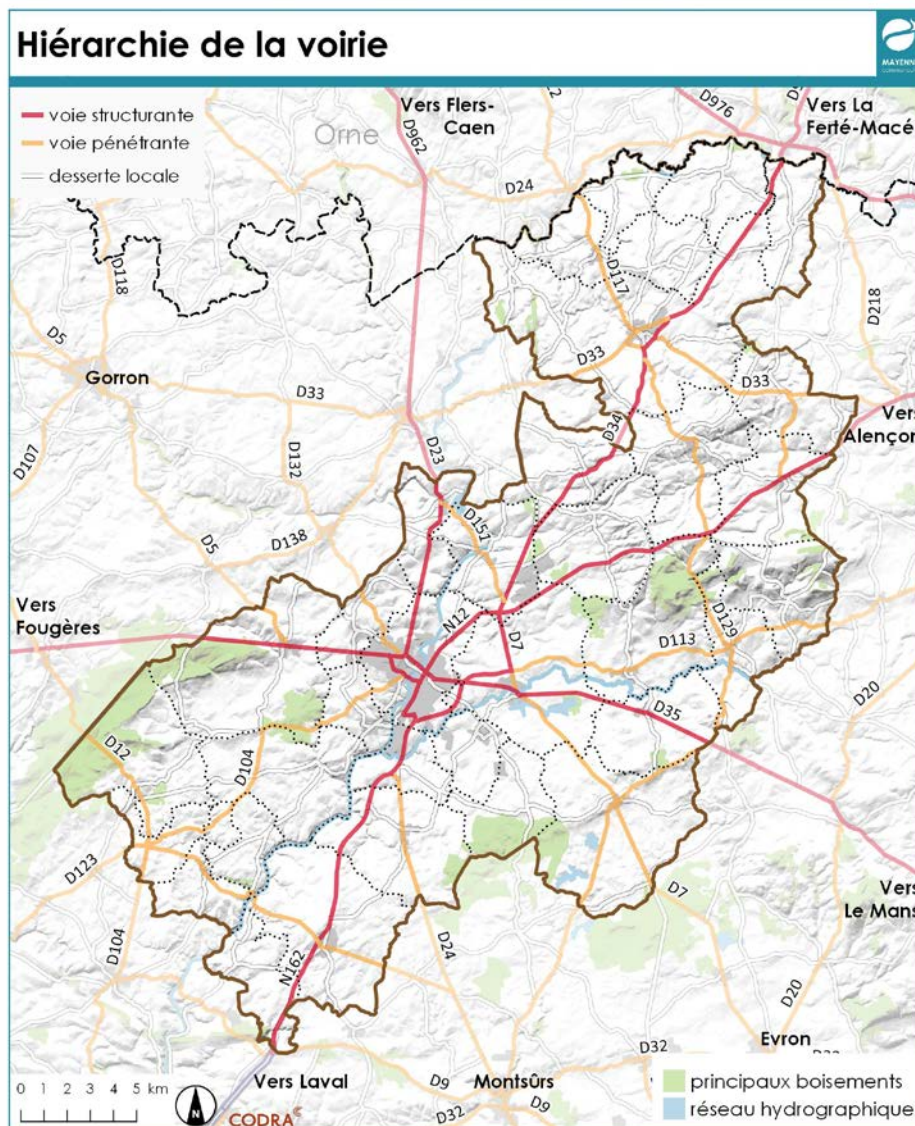 Hiérarchie de la voirie
MAYENNE
voie structurante
voie pénétrante
desserte locale
Vers Flers-
Caen
Vers La
Ferté-Macé
Orne
D976
D962
D24
D118
D117
D218
D5
Gorron
D33
D33
D33
Vers
Alençon
D107
D132
D23
D34
D151
D138
D5
Vers
Fougères
N12
D7
D113
D129
D20
D35
D12
D104
D123
D7
Vers
Le Mans
D104
D24
N162
D20
Evron
D32
Vers Laval
D9
Montsûrs
D32
D9
0 1 2 3 4 5 km
N
CODRA
principaux boisements
réseau hydrographique